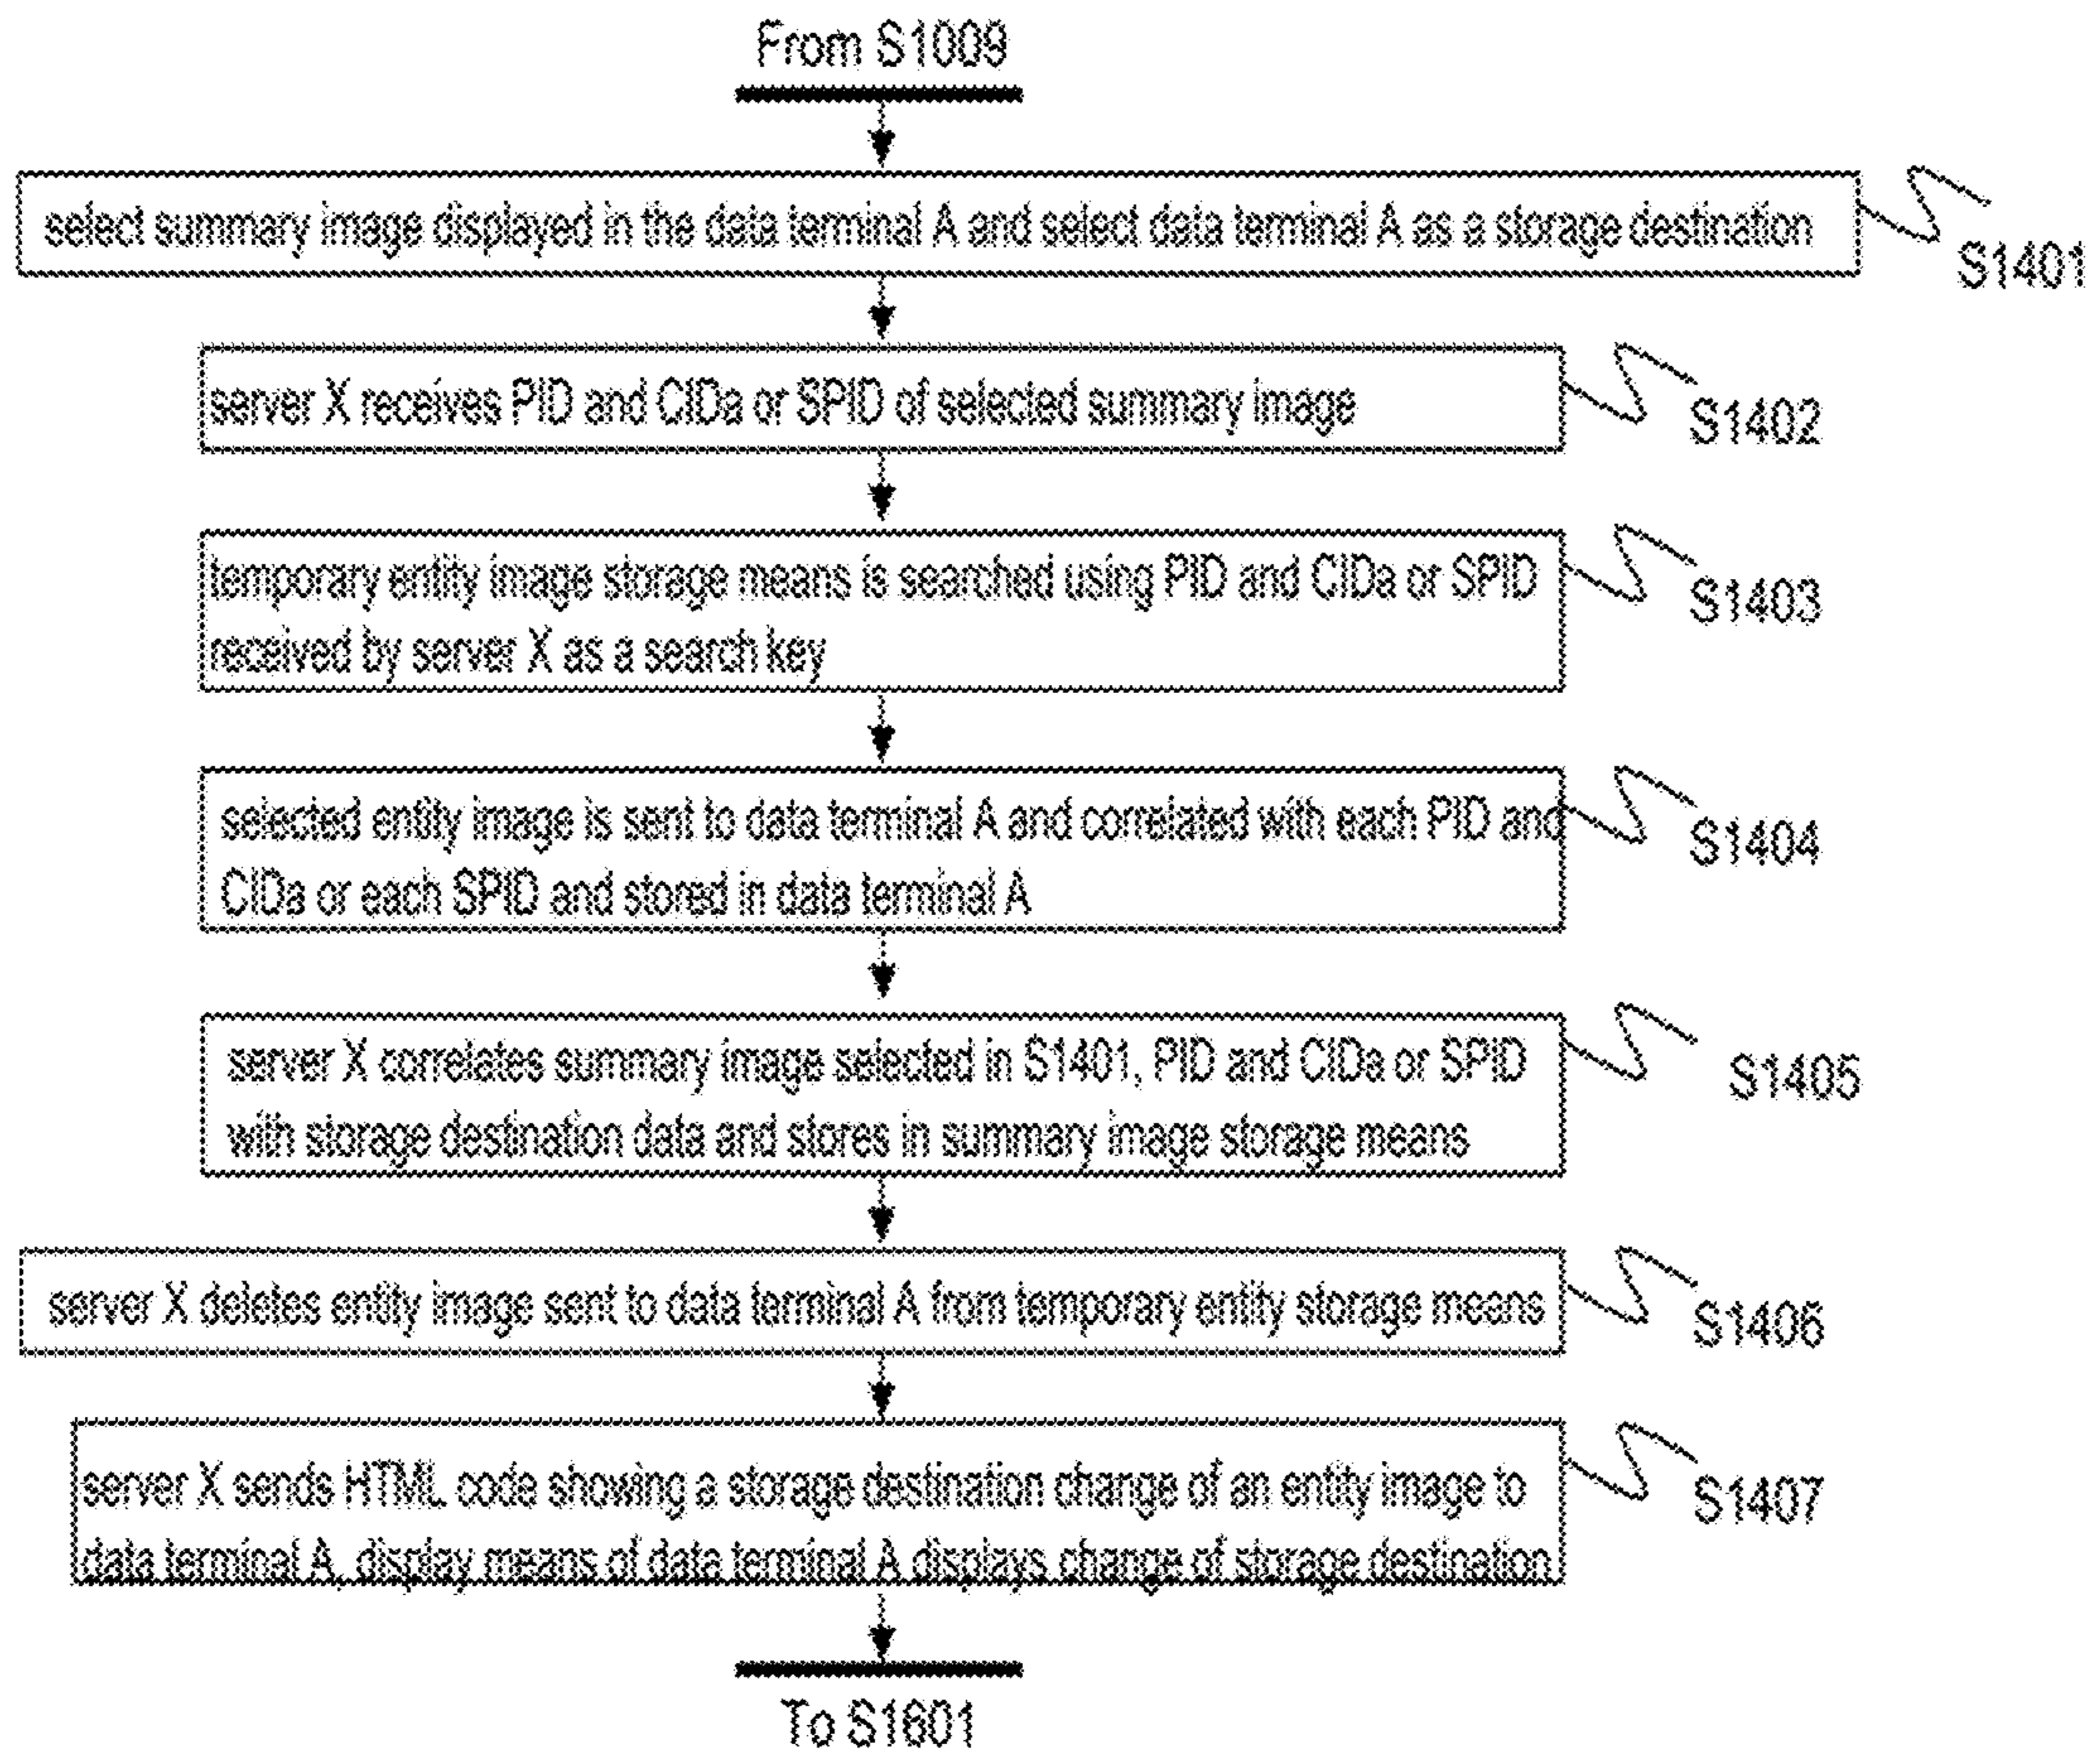 From S1009
select summary image displayed in the data terminal A and select data terminal A as a storage destination
S1401
server X receives PID and CIDa or SPID of selected summary image
S1402
temporary entity image storage means is searched using PID and CIDa or SPID
received by server X as a search key
S1403
selected entity image is sent to data terminal A and correlated with each PID and
CIDa or each SPID and stored in data terminal A
S1404
server X correlates summary image selected in S1401, PID and CIDa or SPID
with storage destination data and stores in summary image storage means
S1405
server X deletes entity image sent to data terminal A from temporary entity storage means
S1406
server X sends HTML code showing a storage destination change of an entity image to
data terminal A, display means of data terminal A displays change of storage destination
S1407
To S1601